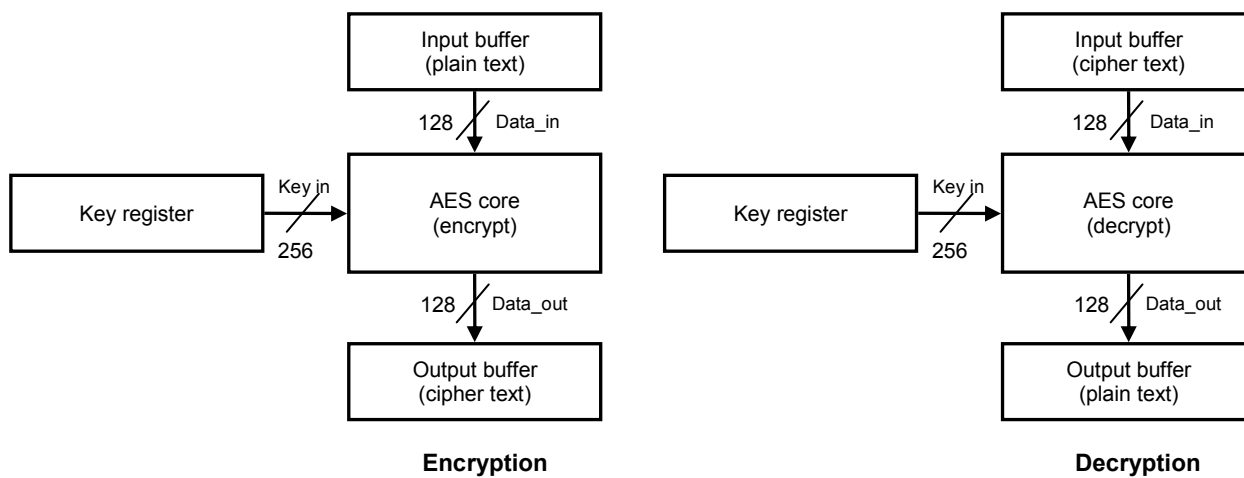 Input buffer
(plain text)
128
Data_in
Key register
Key in
256
AES core
(encrypt)
128
Data_out
Output buffer
(cipher text)
Encryption
Input buffer
(cipher text)
128
Data_in
Key register
Key in
256
AES core
(decrypt)
128
Data_out
Output buffer
(plain text)
Decryption